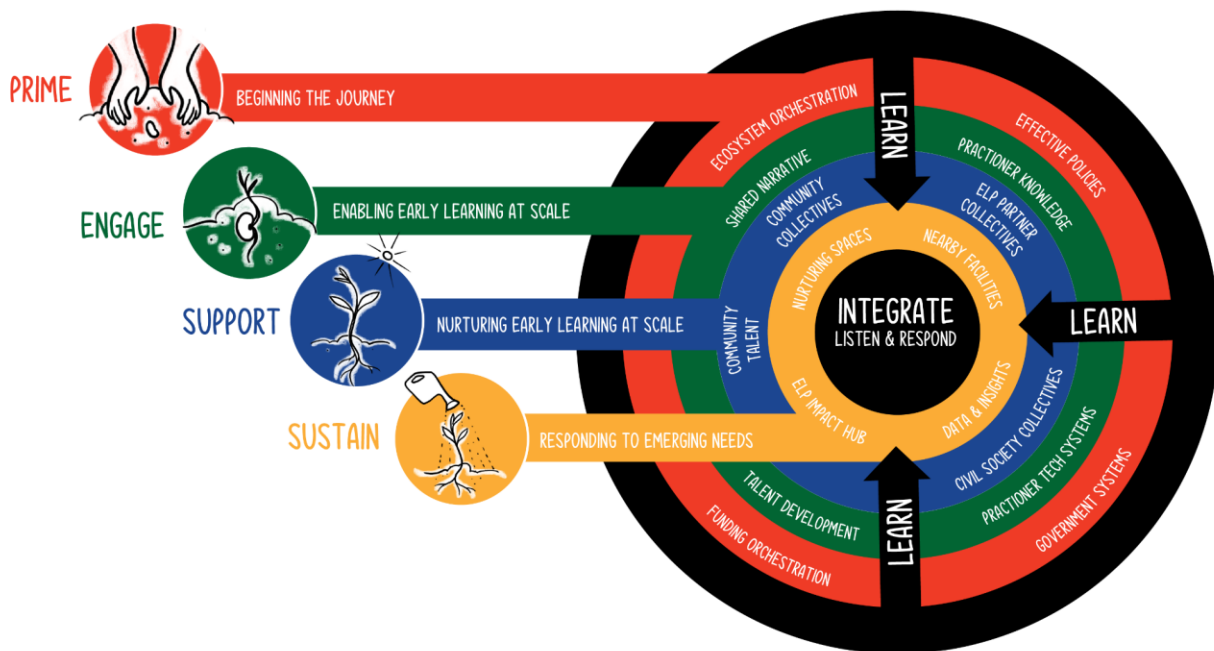 PRIME
BEGINNING THE JOURNEY
ENGAGE
ENABLING EARLY LEARNING AT SCALE
SUPPORT
NURTURING EARLY LEARNING AT SCALE
SUSTAIN
RESPONDING TO EMERGING NEEDS
ECOSYSTEM ORCHESTRATION
EFFECTIVE POLICIES
GOVERNMENT SYSTEMS
FUNDING ORCHESTRATION
SHARED NARRATIVE
PRACTIONER KNOWLEDGE
PRACTIONER TECH SYSTEMS
TALENT DEVELOPMENT
COMMUNITY
COLLECTIVES
ELP PARTNER
COLLECTIVES
CIVIL SOCIETY COLLECTIVES
COMMUNITY
TALENT
NURTURING SPACES
NEARBY FACILITIES
DATA & INSIGHTS
ELP IMPACT HUB
LEARN
LEARN
LEARN
INTEGRATE
LISTEN & RESPOND